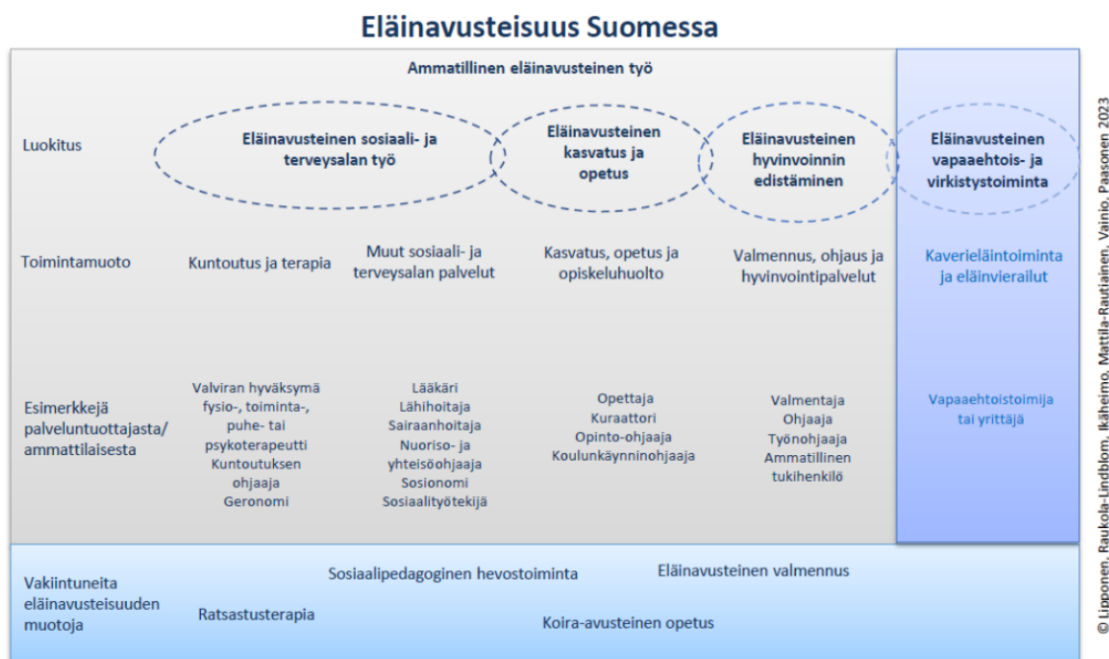 Eläinavusteisuus Suomessa
Ammatillinen eläinavusteinen työ
Luokitus
Eläinavusteinen sosiaali- ja
terveysalan työ
Eläinavusteinen
kasvatus ja
opetus
Eläinavusteinen
hyvinvoinnin
edistäminen
Eläinavusteinen
vapaaehtois- ja
virkistystoiminta
Toimintamuoto
Kuntoutus ja terapia
Muut sosiaali- ja
terveysalan palvelut
Kasvatus, opetus ja
opiskeluhuolto
Valmennus, ohjaus ja
hyvinvointipalvelut
Kaverieläintoiminta
ja eläinvierailut
Esimerkkejä
palveluntuottajasta/
ammattilaisesta
Valviran hyväksymä
fysio-, toiminta-,
puhe- tai
psykoterapeutti
Kuntoutuksen
ohjaaja
Geronomi
Lääkäri
Lähihoitaja
Sairaanhoitaja
Nuoriso- ja
yhteisöohjaaja
Sosionomi
Sosiaalityötekijä
Opettaja
Kuraattori
Opinto-ohjaaja
Koulunkäynninohjaaja
Valmentaja
Ohjaaja
Työnohjaaja
Ammatillinen
tukihenkilö
Vapaaehtoistoimija
tai yrittäjä
Vakiintuneita
eläinavusteisuuden
muotoja
Sosiaalipedagoginen hevostoiminta
Eläinavusteinen valmennus
Ratsastusterapia
Koira-avusteinen opetus
© Lipponen, Raukola-Lindblom, Ikäheimo, Mattila-Rautiainen, Vainio, Paasonen 2023